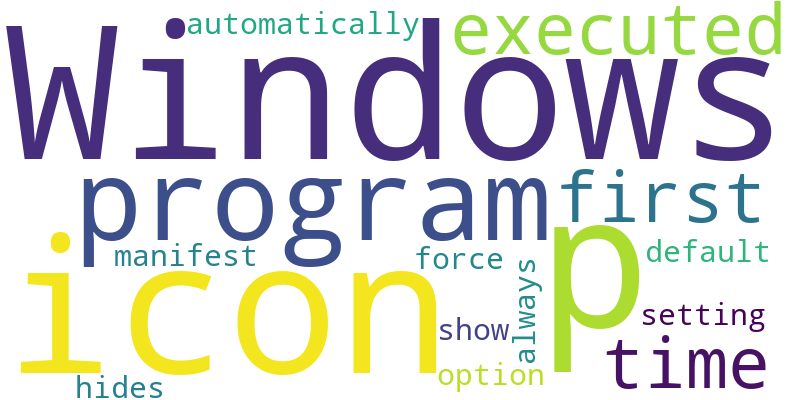 automatically
executed
Windows
program
first
manifest
force
default
icon
p
always
setting
show
time
option
hides